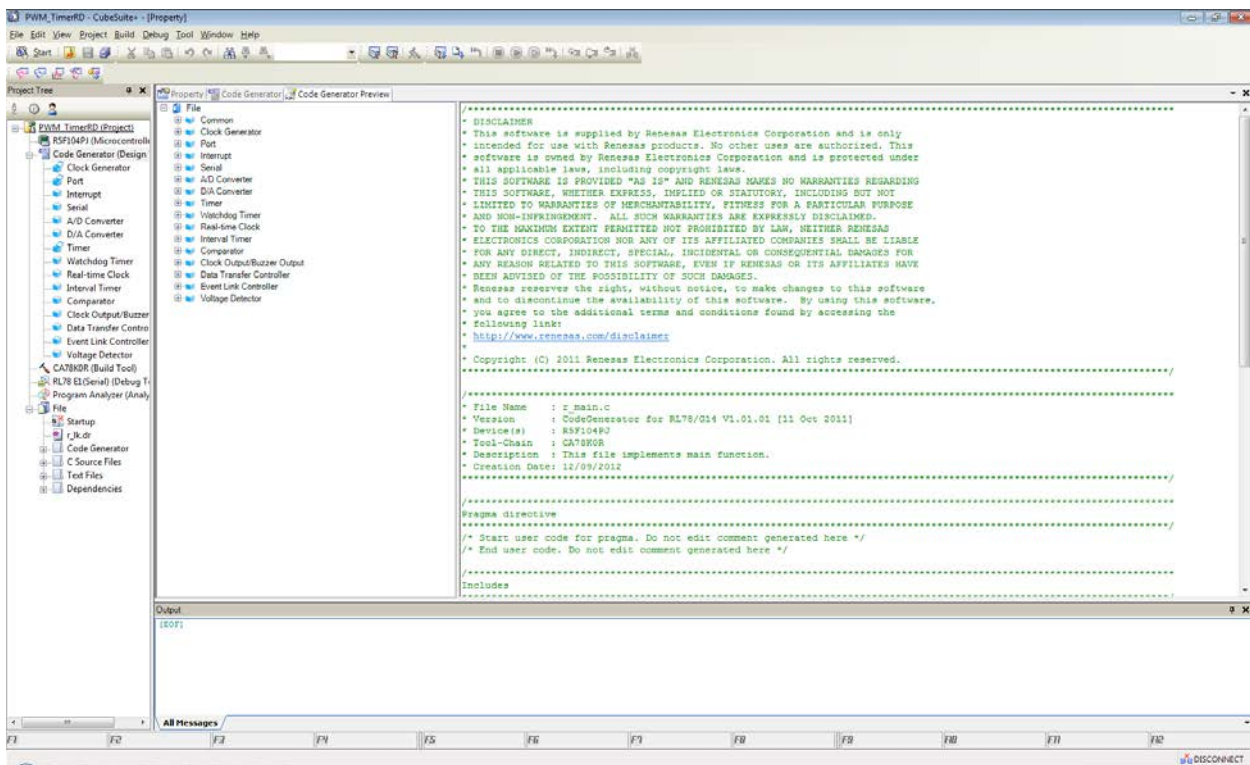 PWM_TimerRD - CubeSuite+ - [Property]
File Edit View Project Build Debug Tool Window Help
Start
Project Tree
Property Code Generator Code Generator Preview
PWM_TimerRD (Project)
R5F104PJ (Microcontrolle
Code Generator (Design
Clock Generator
Port
Interrupt
Serial
A/D Converter
D/A Converter
Timer
Watchdog Timer
Real-time Clock
Interval Timer
Comparator
Clock Output/Buzzer
Data Transfer Contro
Event Link Controller
Voltage Detector
CA78K0R (Build Tool)
RL78 E1(Serial) (Debug T
Program Analyzer (Analy
File
Startup
r_lk.dr
Code Generator
C Source Files
Text Files
Dependencies
File
Common
Clock Generator
Port
Interrupt
Serial
A/D Converter
D/A Converter
Timer
Watchdog Timer
Real-time Clock
Interval Timer
Comparator
Clock Output/Buzzer Output
Data Transfer Controller
Event Link Controller
Voltage Detector
/***********************************************************************************************************************
* DISCLAIMER
* This software is supplied by Renesas Electronics Corporation and is only
* intended for use with Renesas products. No other uses are authorized. This
* software is owned by Renesas Electronics Corporation and is protected under
* all applicable laws, including copyright laws.
* THIS SOFTWARE IS PROVIDED "AS IS" AND RENESAS MAKES NO WARRANTIES REGARDING
* THIS SOFTWARE, WHETHER EXPRESS, IMPLIED OR STATUTORY, INCLUDING BUT NOT
* LIMITED TO WARRANTIES OF MERCHANTABILITY, FITNESS FOR A PARTICULAR PURPOSE
* AND NON-INFRINGEMENT. ALL SUCH WARRANTIES ARE EXPRESSLY DISCLAIMED.
* TO THE MAXIMUM EXTENT PERMITTED NOT PROHIBITED BY LAW, NEITHER RENESAS
* ELECTRONICS CORPORATION NOR ANY OF ITS AFFILIATED COMPANIES SHALL BE LIABLE
* FOR ANY DIRECT, INDIRECT, SPECIAL, INCIDENTAL OR CONSEQUENTIAL DAMAGES FOR
* ANY REASON RELATED TO THIS SOFTWARE, EVEN IF RENESAS OR ITS AFFILIATES HAVE
* BEEN ADVISED OF THE POSSIBILITY OF SUCH DAMAGES.
* Renesas reserves the right, without notice, to make changes to this software
* and to discontinue the availability of this software. By using this software,
* you agree to the additional terms and conditions found by accessing the
* following link:
* http://www.renesas.com/disclaimer
*
* Copyright (C) 2011 Renesas Electronics Corporation. All rights reserved.
***********************************************************************************************************************/
/***********************************************************************************************************************
* File Name : r_main.c
* Version : CodeGenerator for RL78/G14 V1.01.01 [11 Oct 2011]
* Device(s) : R5F104PJ
* Tool-Chain : CA78K0R
* Description : This file implements main function.
* Creation Date: 12/09/2012
***********************************************************************************************************************/
/***********************************************************************************************************************
Pragma directive
***********************************************************************************************************************/
/* Start user code for pragma. Do not edit comment generated here */
/* End user code. Do not edit comment generated here */
/***********************************************************************************************************************
Includes
***********************************************************************************************************************/
Output
[EOF]
All Messages
F1 F2 F3 F4 F5 F6 F7 F8 F9 F10 F11 F12
DISCONNECT